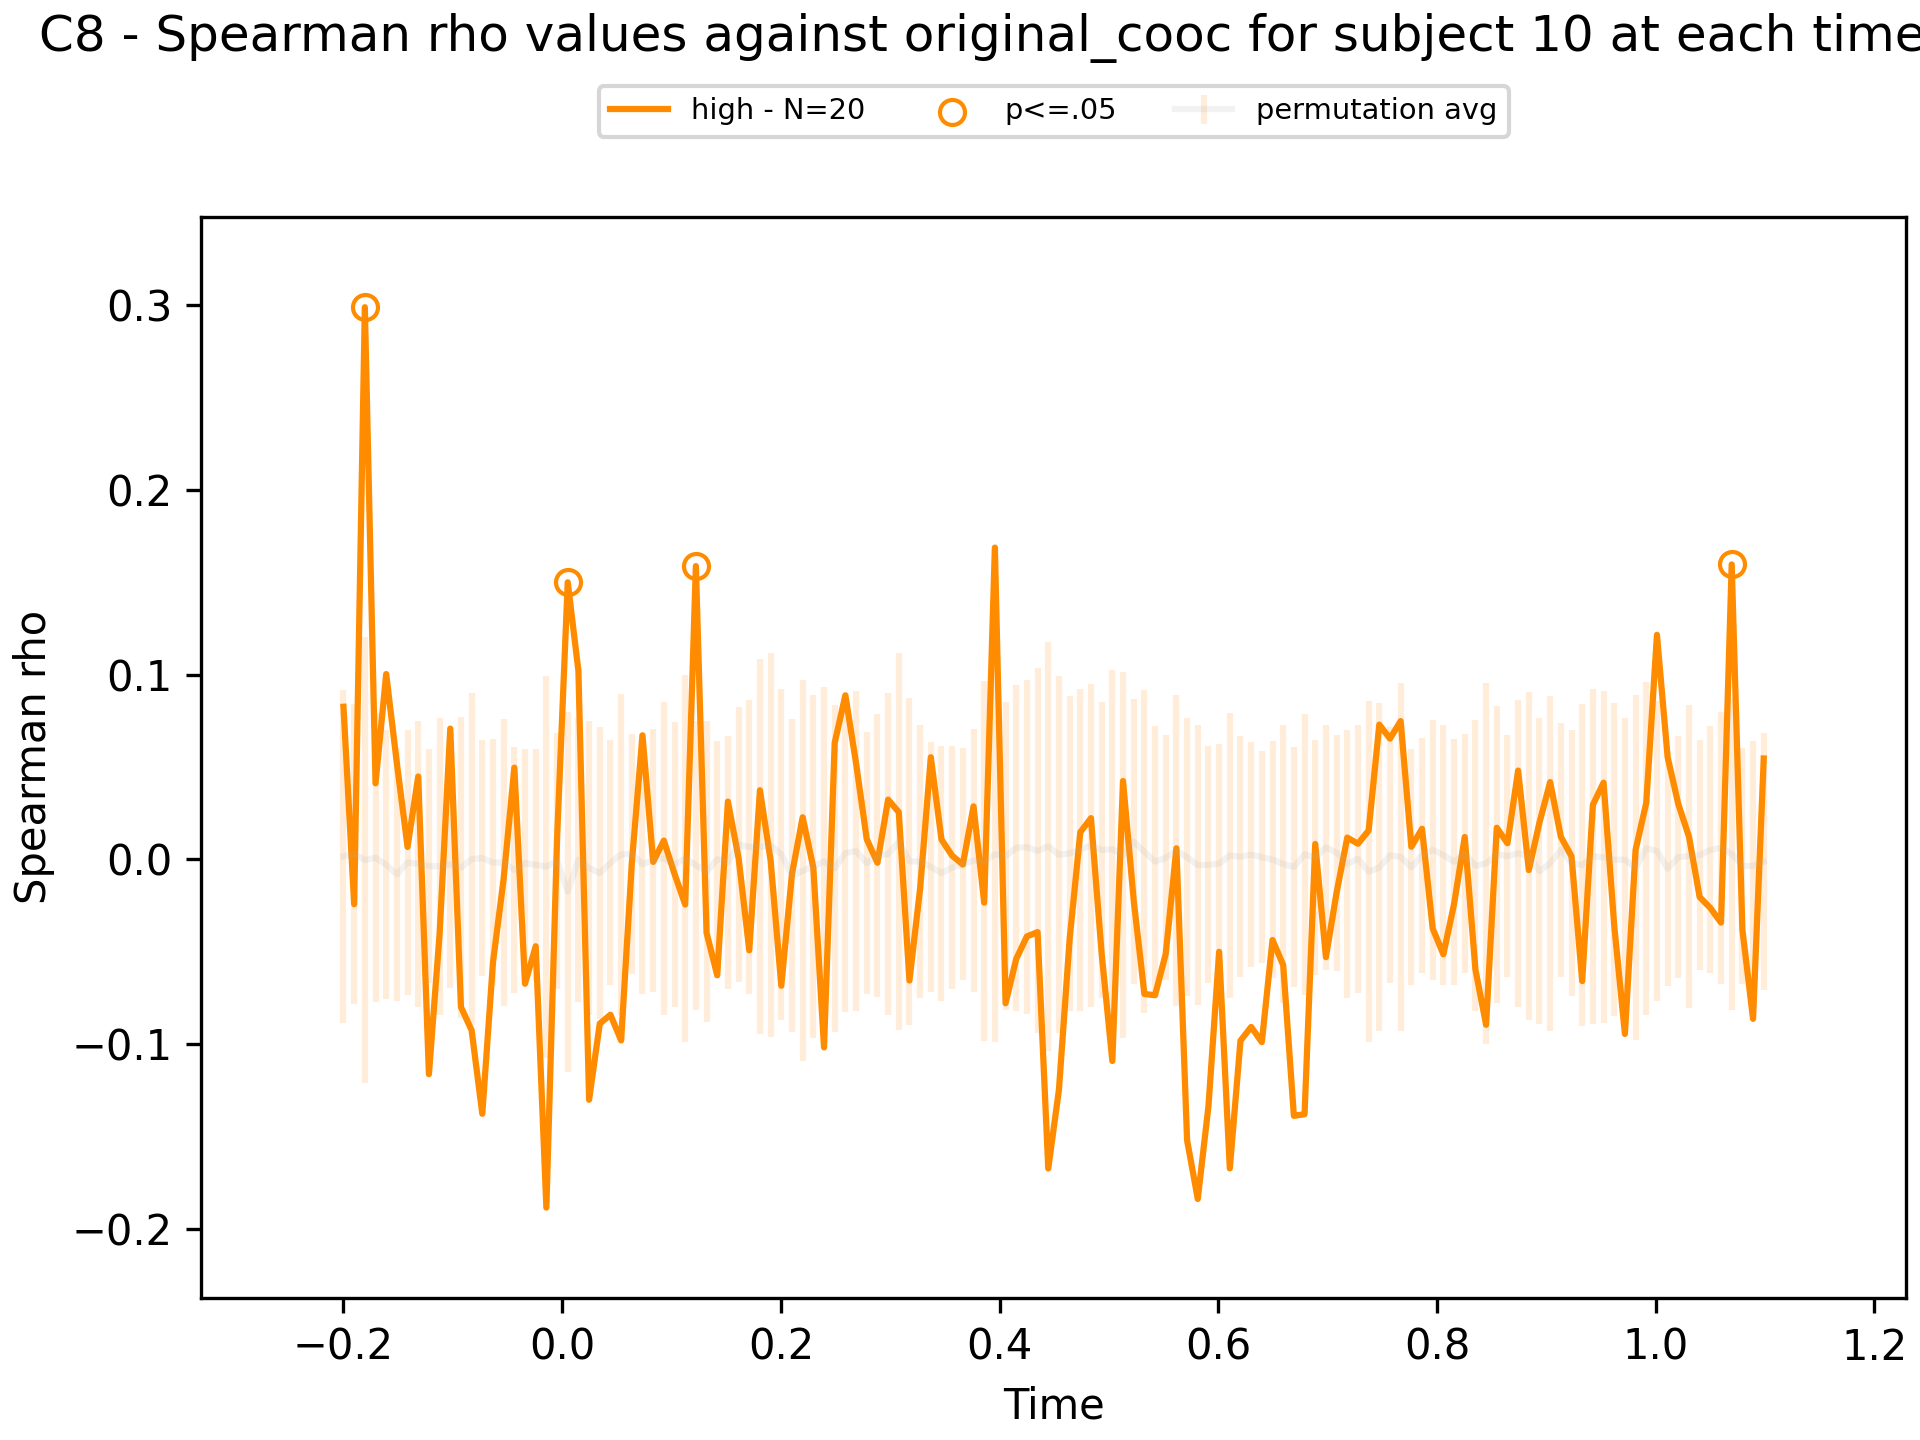 C8 - Spearman rho values against original_cooc for subject 10 at each time
high - N=20
p<=.05
permutation avg
0.3
0.2
0.1
0.0
−0.1
−0.2
Spearman rho
−0.2
0.0
0.2
0.4
0.6
0.8
1.0
1.2
Time